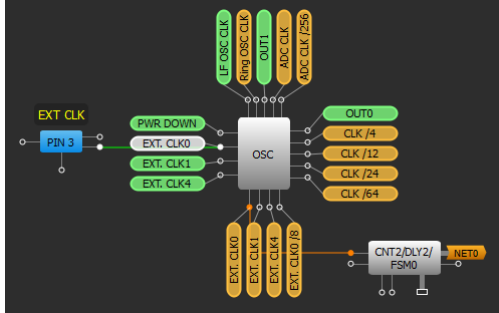 LF OSC CLK
Ring OSC CLK
OUT1
ADC CLK
ADC CLK /256
EXT CLK
PIN 3
PWR DOWN
EXT. CLK0
EXT. CLK1
EXT. CLK4
OSC
OUT0
CLK /4
CLK /12
CLK /24
CLK /64
EXT. CLK0
EXT. CLK1
EXT. CLK4
EXT. CLK0 /8
CNT2/DLY2/
FSM0
NET0